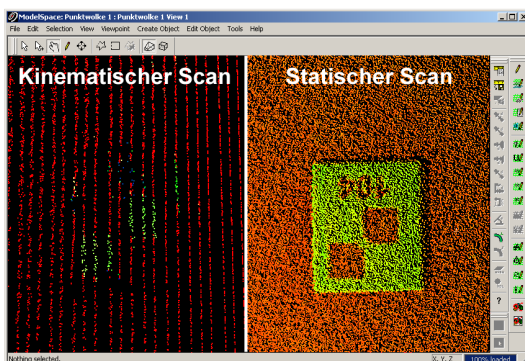 ModelSpace: Punktwolke 1 : Punktwolke 1 View 1
File Edit Selection View Viewpoint Create Object Edit Object Tools Help
Kinematischer Scan
Statischer Scan
Nothing selected.
X, Y, Z
100% loaded